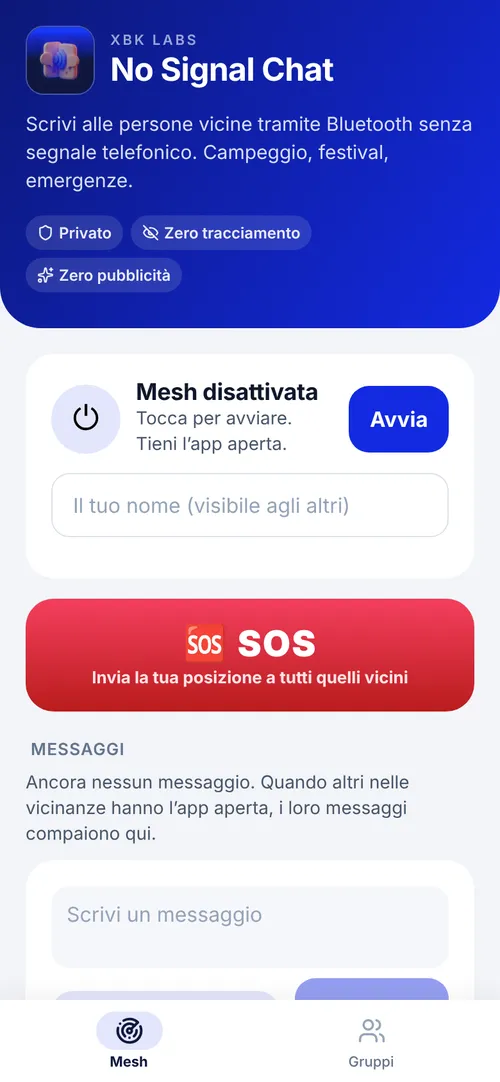 XBK LABS
No Signal Chat
Scrivi alle persone vicine tramite Bluetooth senza
segnale telefonico. Campeggio, festival,
emergenze.
Privato
Zero tracciamento
Zero pubblicità
Mesh disattivata
Tocca per avviare.
Tieni l’app aperta.
Avvia
Il tuo nome (visibile agli altri)
🆘 SOS
Invia la tua posizione a tutti quelli vicini
MESSAGGI
Ancora nessun messaggio. Quando altri nelle
vicinanze hanno l’app aperta, i loro messaggi
compaiono qui.
Scrivi un messaggio
Mesh
Gruppi